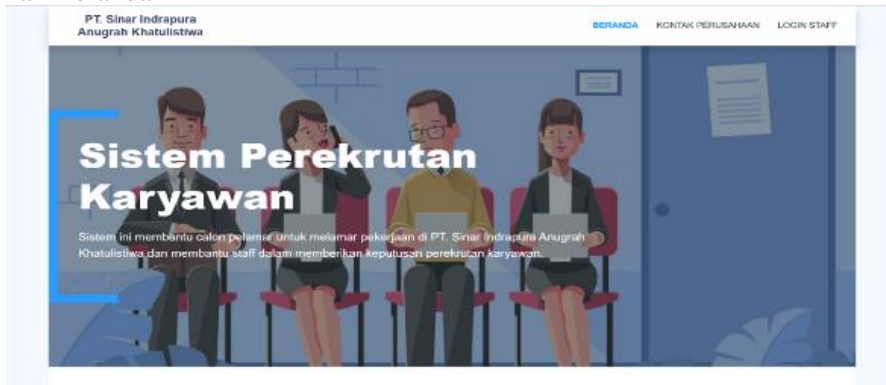 PT. Sinar Indrapura
Anugrah Khatulistiwa
BERANDA KONTAK PERUSAHAAN LOGIN STAFF
Sistem Perekrutan
Karyawan
Sistem ini membantu calon pelamar untuk melamar pekerjaan di PT. Sinar Indrapura Anugrah
Khatulistiwa dan membantu staff dalam memberikan keputusan perekrutan karyawan.